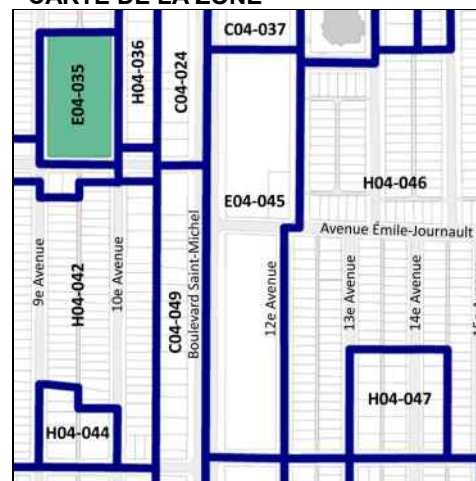 CARTE DE LA ZONE
C04-037
E04-035
H04-036
C04-024
H04-046
E04-045
Avenue Émile-Journault
9e Avenue
H04-042
10e Avenue
C04-049
Boulevard Saint-Michel
12e Avenue
13e Avenue
14e Avenue
H04-047
H04-044